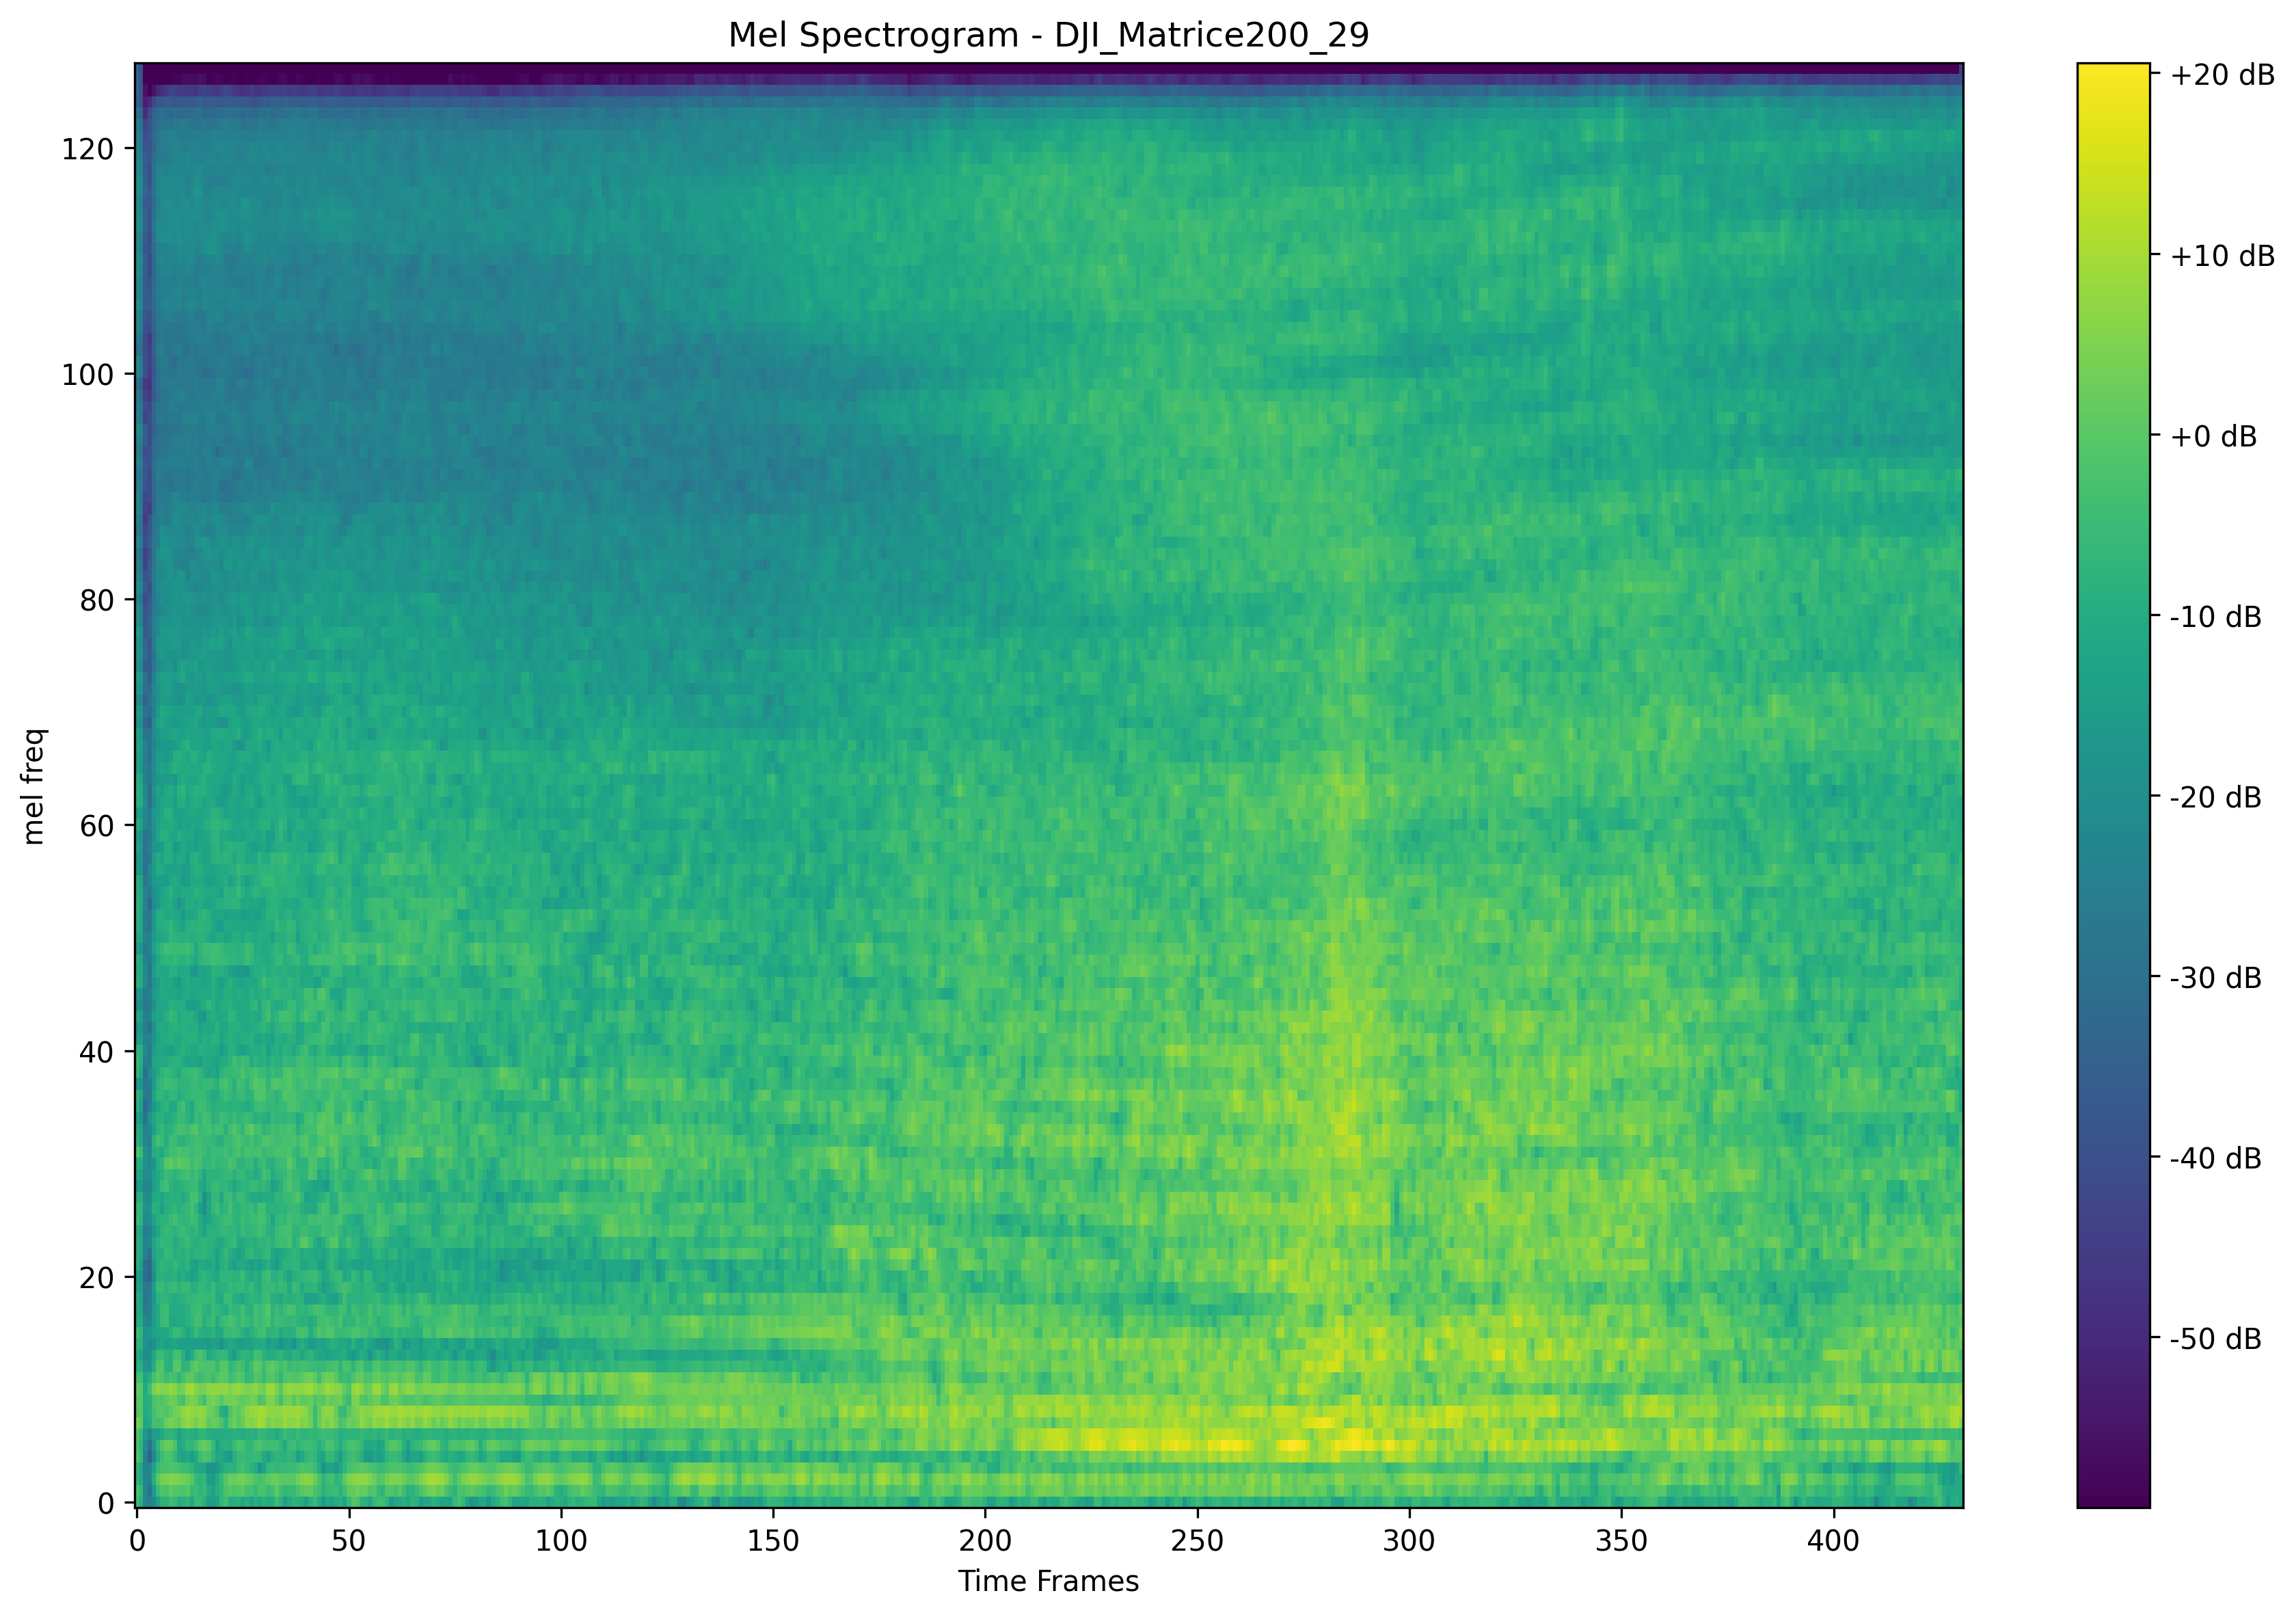 Mel Spectrogram - DJI_Matrice200_29
+20 dB
+10 dB
+0 dB
-10 dB
-20 dB
-30 dB
-40 dB
-50 dB
mel freq
120
100
80
60
40
20
0
0 50 100 150 200 250 300 350 400
Time Frames